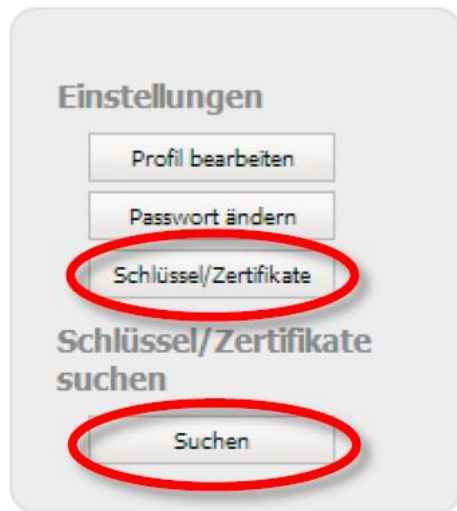 Einstellungen
Profil bearbeiten
Passwort ändern
Schlüssel/Zertifikate
Schlüssel/Zertifikate
suchen
Suchen